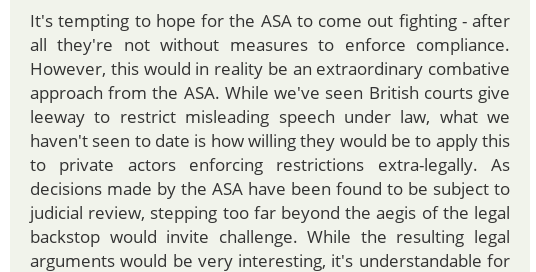 It's tempting to hope for the ASA to come out fighting - after
all they're not without measures to enforce compliance.
However, this would in reality be an extraordinary combative
approach from the ASA. While we've seen British courts give
leeway to restrict misleading speech under law, what we
haven't seen to date is how willing they would be to apply this
to private actors enforcing restrictions extra-legally. As
decisions made by the ASA have been found to be subject to
judicial review, stepping too far beyond the aegis of the legal
backstop would invite challenge. While the resulting legal
arguments would be very interesting, it's understandable for